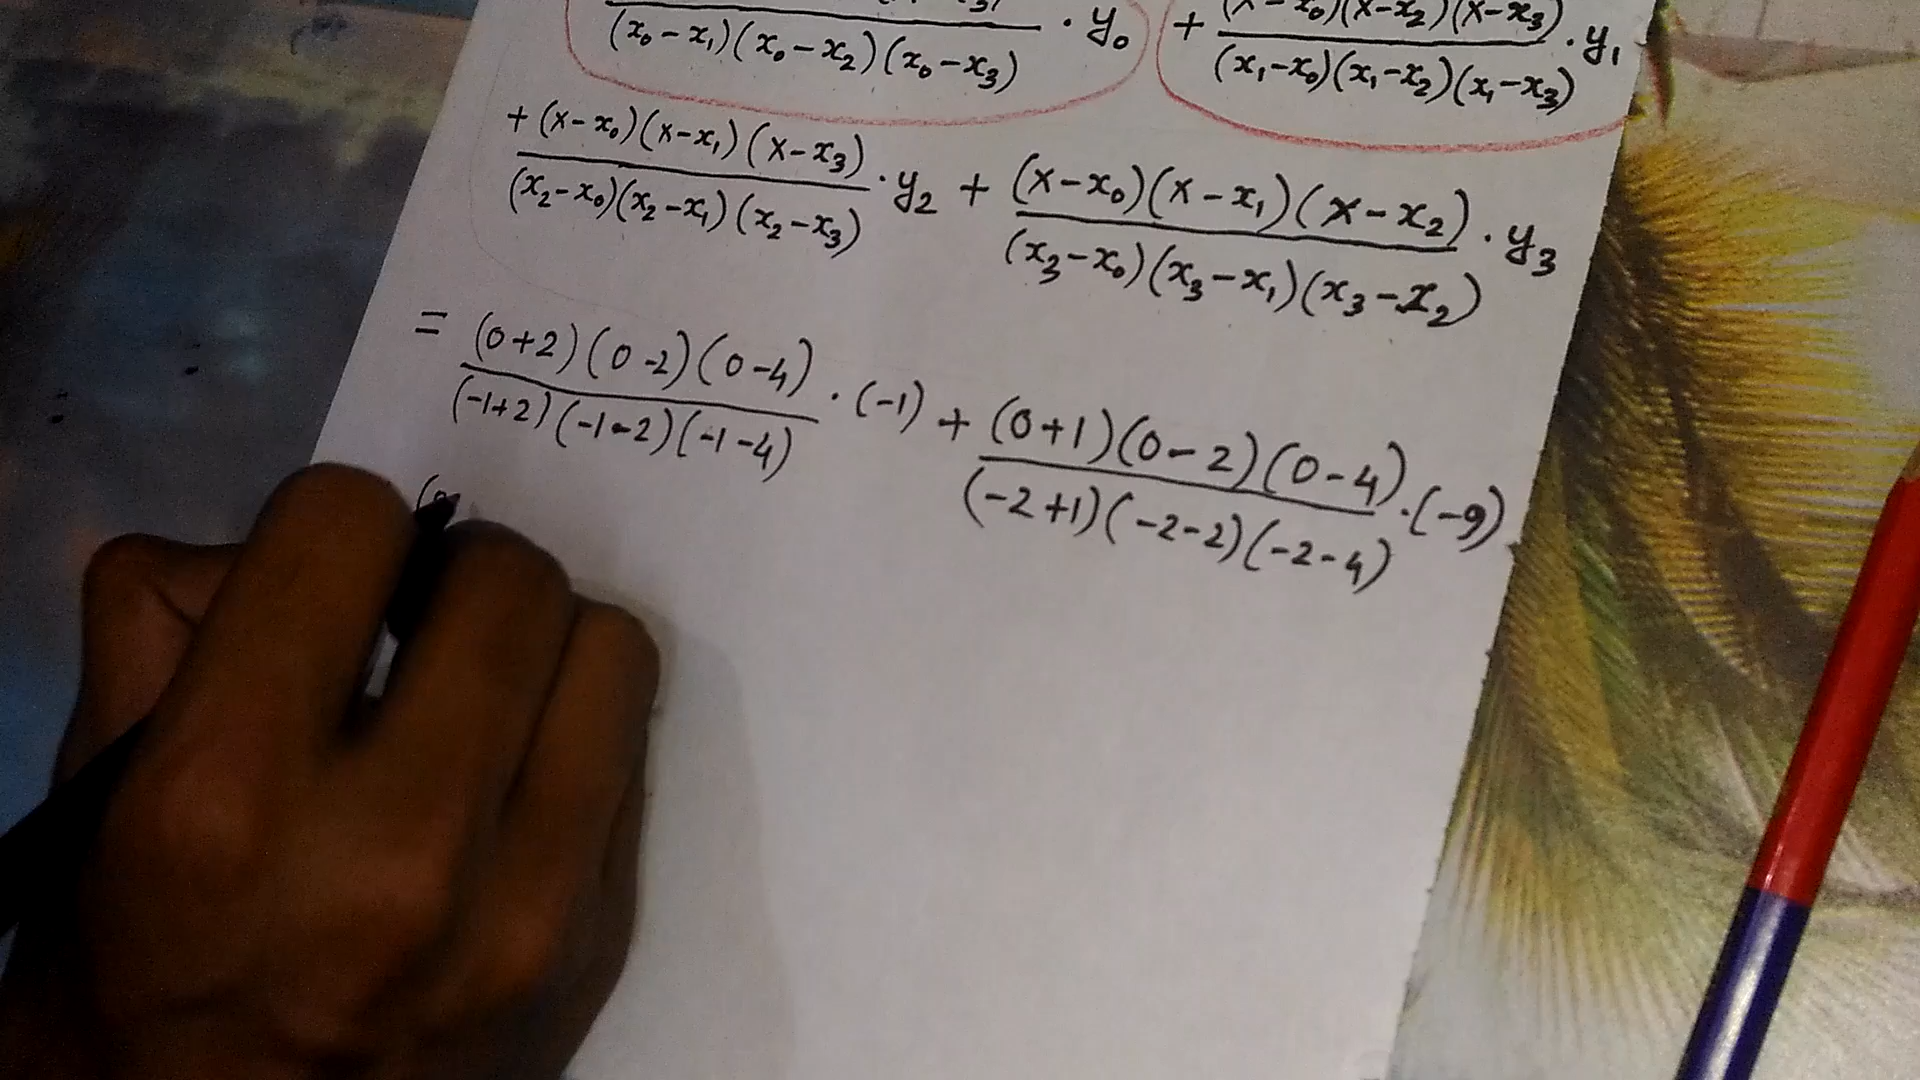 (x₀-x₁)(x₀-x₂)(x₀-x₃) · y₀ + (x-x₀)(x-x₂)(x-x₃) / (x₁-x₀)(x₁-x₂)(x₁-x₃) · y₁
+ (x-x₀)(x-x₁)(x-x₃) / (x₂-x₀)(x₂-x₁)(x₂-x₃) · y₂ + (x-x₀)(x-x₁)(x-x₂) / (x₃-x₀)(x₃-x₁)(x₃-x₂) · y₃
= (0+2)(0-2)(0-4) / (-1+2)(-1-2)(-1-4) · (-1) + (0+1)(0-2)(0-4) / (-2+1)(-2-2)(-2-4) · (-9)